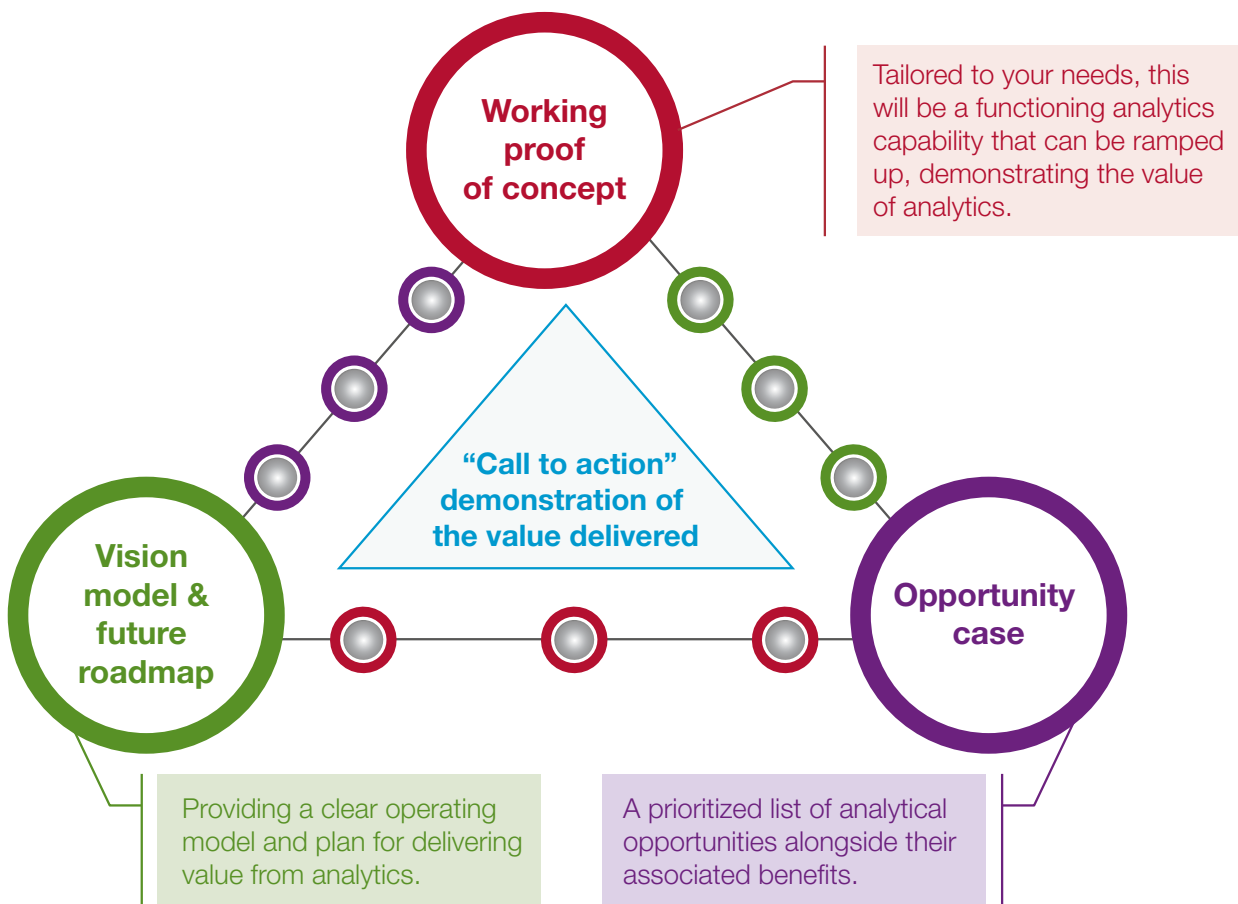 Working
proof
of concept
Tailored to your needs, this
will be a functioning analytics
capability that can be ramped
up, demonstrating the value
of analytics.
“Call to action”
demonstration of
the value delivered
Vision
model &
future
roadmap
Opportunity
case
Providing a clear operating
model and plan for delivering
value from analytics.
A prioritized list of analytical
opportunities alongside their
associated benefits.